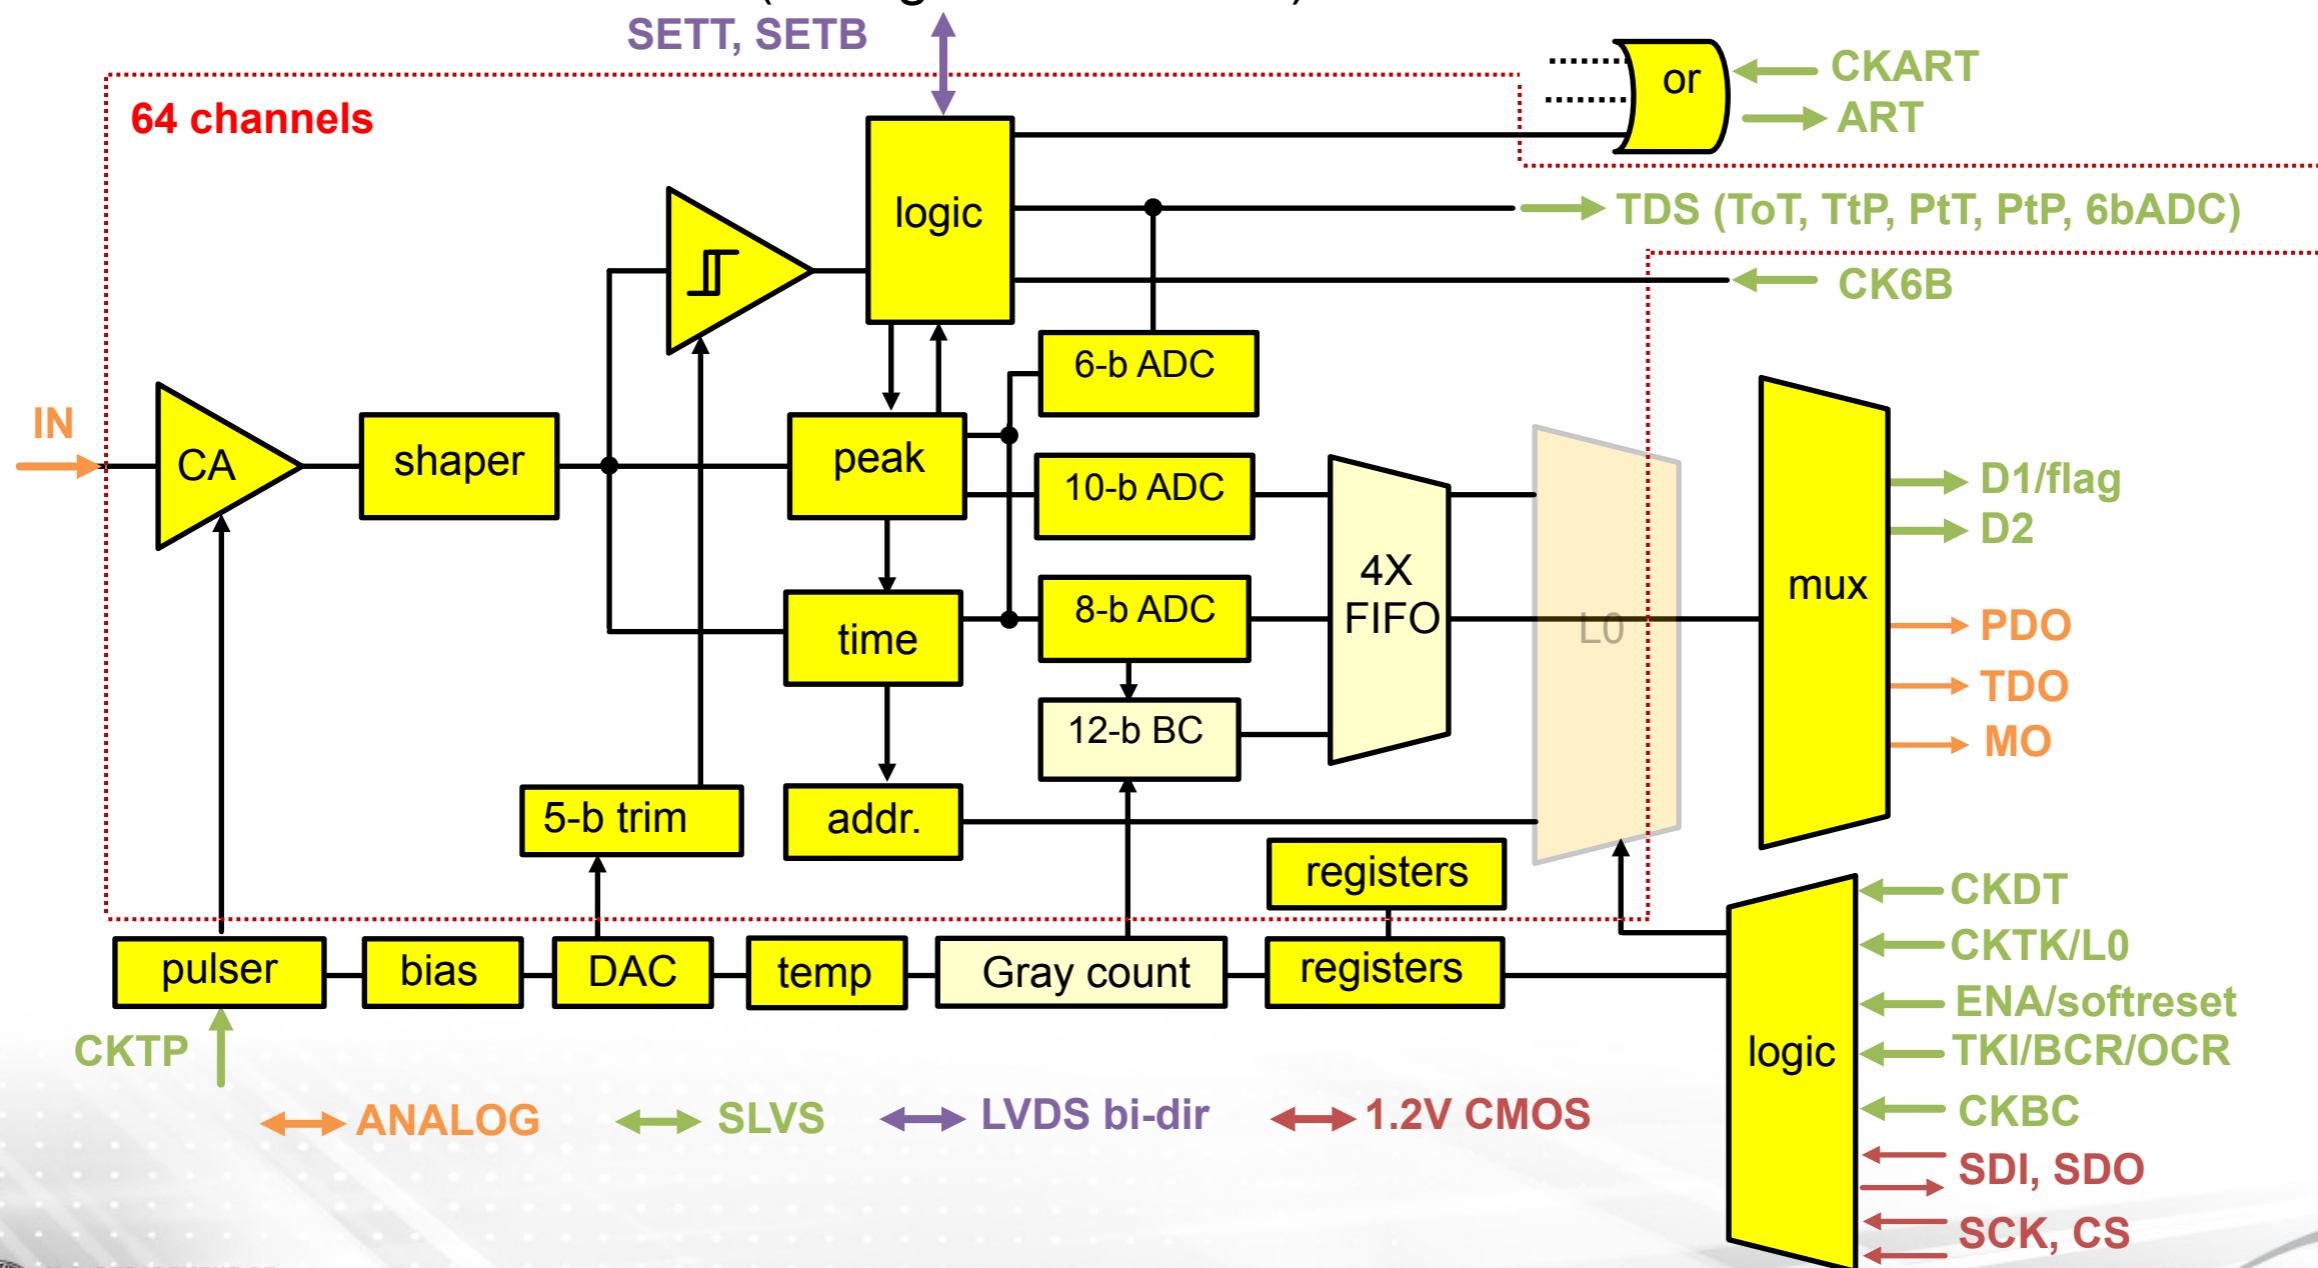 SETT, SETB
or
CKART
ART
64 channels
logic
TDS (ToT, TtP, PtT, PtP, 6bADC)
CK6B
6-b ADC
IN
CA
shaper
peak
10-b ADC
D1/flag
D2
4X
FIFO
mux
8-b ADC
L0
time
PDO
TDO
12-b BC
MO
5-b trim
addr.
registers
CKDT
CKTK/L0
pulser
bias
DAC
temp
Gray count
registers
ENA/softreset
CKTP
logic
TKI/BCR/OCR
ANALOG
SLVS
LVDS bi-dir
1.2V CMOS
CKBC
SDI, SDO
SCK, CS